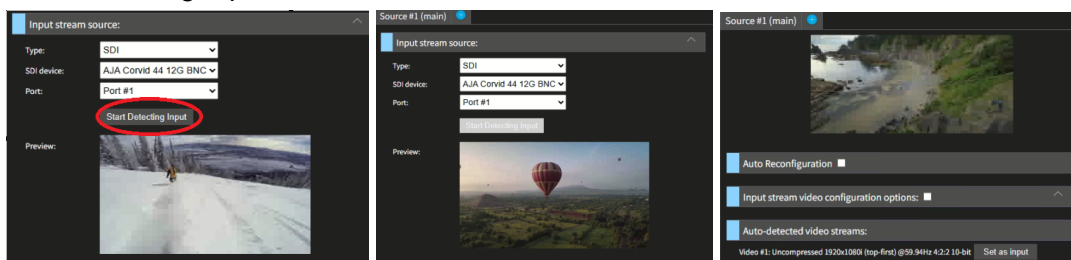 Input stream source:
Type:
SDI
SDI device:
AJA Corvid 44 12G BNC
Port:
Port #1
Start Detecting Input
Preview:
Source #1 (main)
Input stream source:
Type:
SDI
SDI device:
AJA Corvid 44 12G BNC
Port:
Port #1
Start Detecting Input
Preview:
Source #1 (main)
Auto Reconfiguration
Input stream video configuration options:
Auto-detected video streams:
Video #1: Uncompressed 1920x1080i (top-first) @59.94Hz 4:2:2 10-bit Set as input